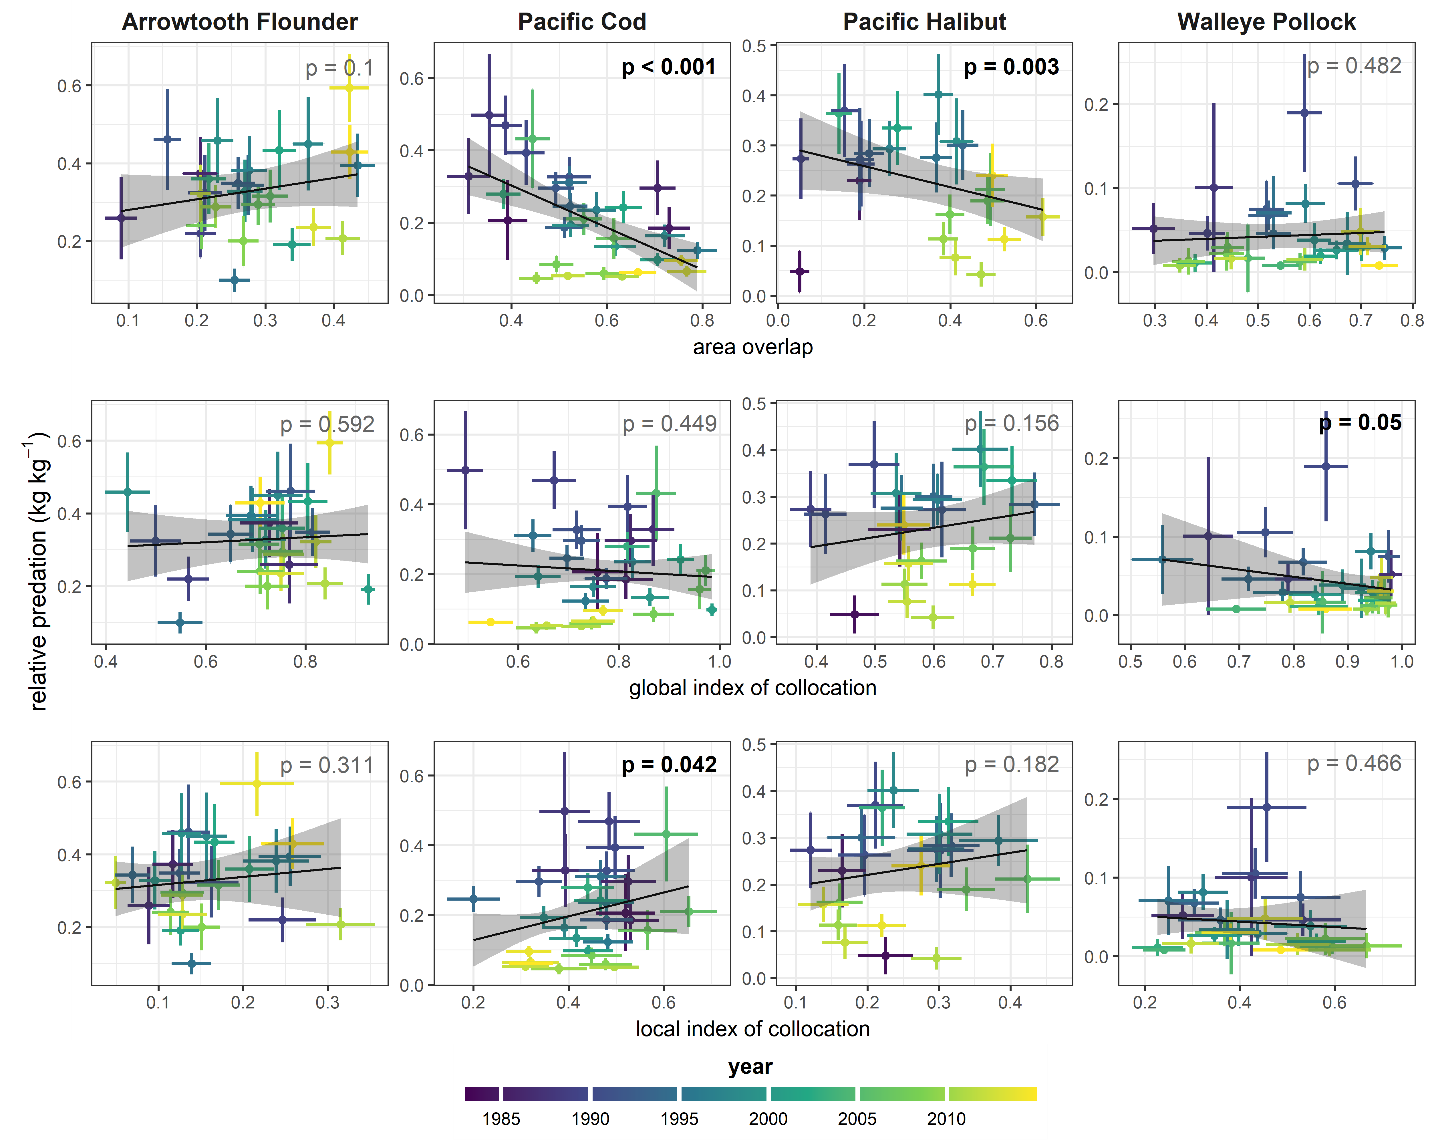 Arrowtooth Flounder Pacific Cod Pacific Halibut Walleye Pollock
p = 0.1 p < 0.001 p = 0.003 p = 0.482
0.6 0.4 0.2
0.6 0.4 0.2 0.0
0.5 0.4 0.3 0.2 0.1 0.0
0.2 0.1 0.0
0.1 0.2 0.3 0.4 0.4 0.6 0.8 0.0 0.2 0.4 0.6 0.3 0.4 0.5 0.6 0.7 0.8
area overlap
relative predation (kg kg⁻¹)
p = 0.592 p = 0.449 p = 0.156 p = 0.05
0.6 0.4 0.2
0.6 0.4 0.2 0.0
0.5 0.4 0.3 0.2 0.1 0.0
0.2 0.1 0.0
0.4 0.6 0.8 0.6 0.8 1.0 0.4 0.5 0.6 0.7 0.8 0.5 0.6 0.7 0.8 0.9 1.0
global index of collocation
p = 0.311 p = 0.042 p = 0.182 p = 0.466
0.6 0.4 0.2
0.6 0.4 0.2 0.0
0.5 0.4 0.3 0.2 0.1 0.0
0.2 0.1 0.0
0.1 0.2 0.3 0.2 0.4 0.6 0.1 0.2 0.3 0.4 0.2 0.4 0.6
local index of collocation
year
1985 1990 1995 2000 2005 2010